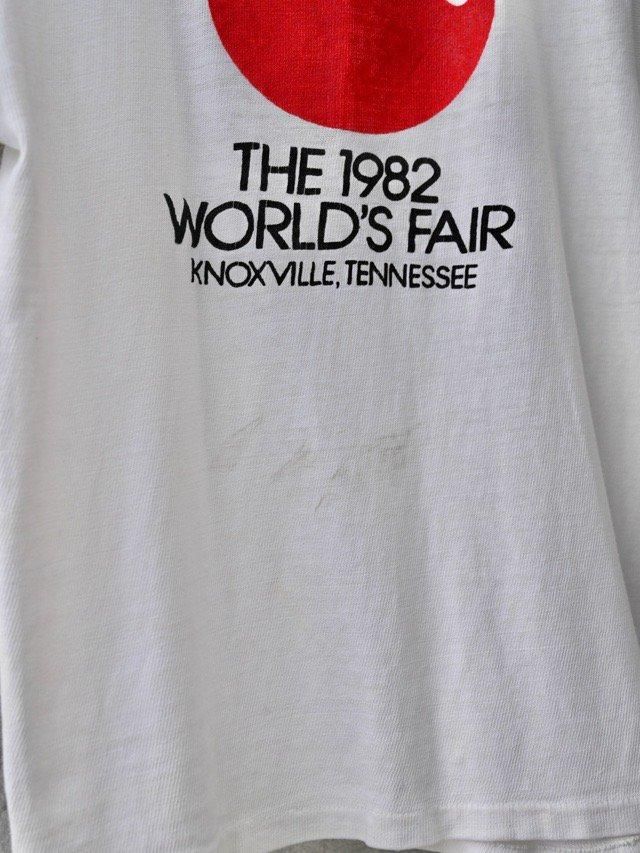 THE 1982
WORLD'S FAIR
KNOXVILLE, TENNESSEE